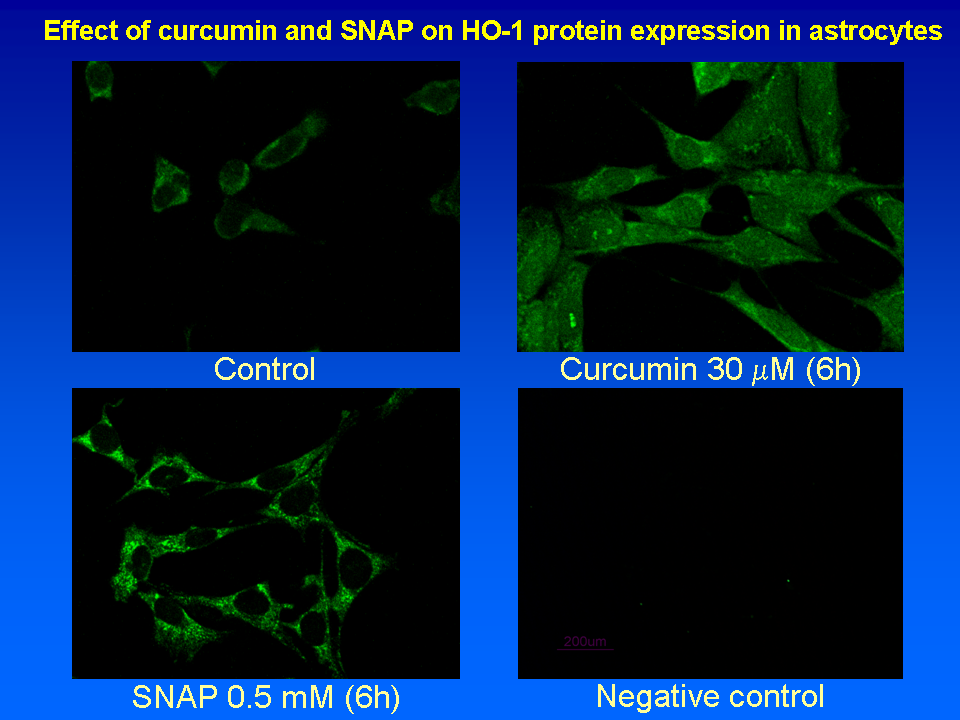 Effect of curcumin and SNAP on HO-1 protein expression in astrocytes
Control
Curcumin 30 μM (6h)
200um
SNAP 0.5 mM (6h)
Negative control